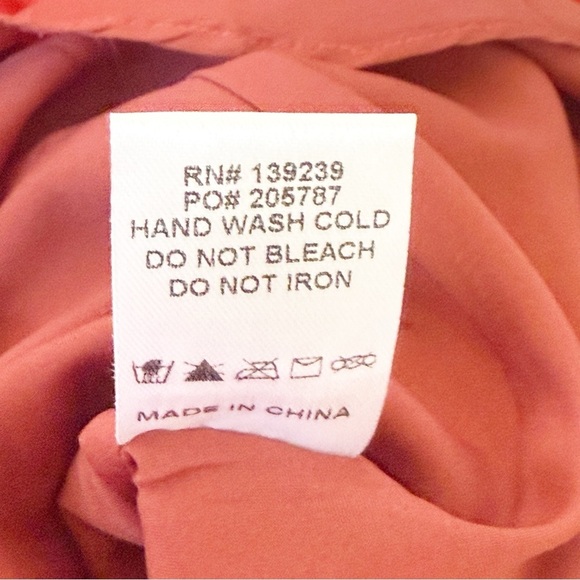 RN# 139239
PO# 205787
HAND WASH COLD
DO NOT BLEACH
DO NOT IRON
MADE IN CHINA